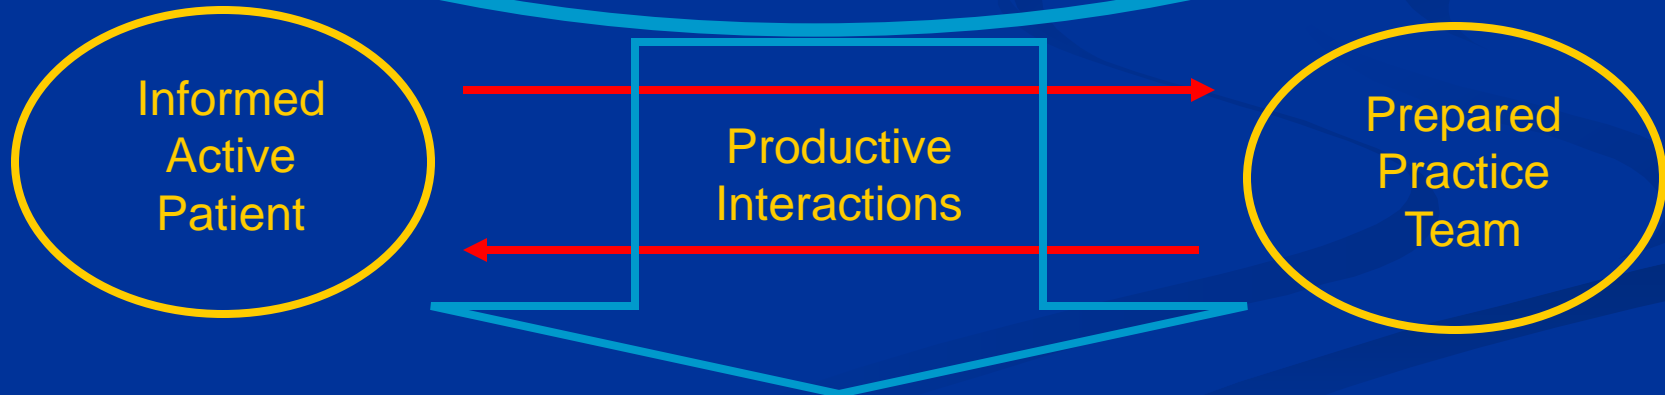 Informed
Active
Patient
Productive
Interactions
Prepared
Practice
Team